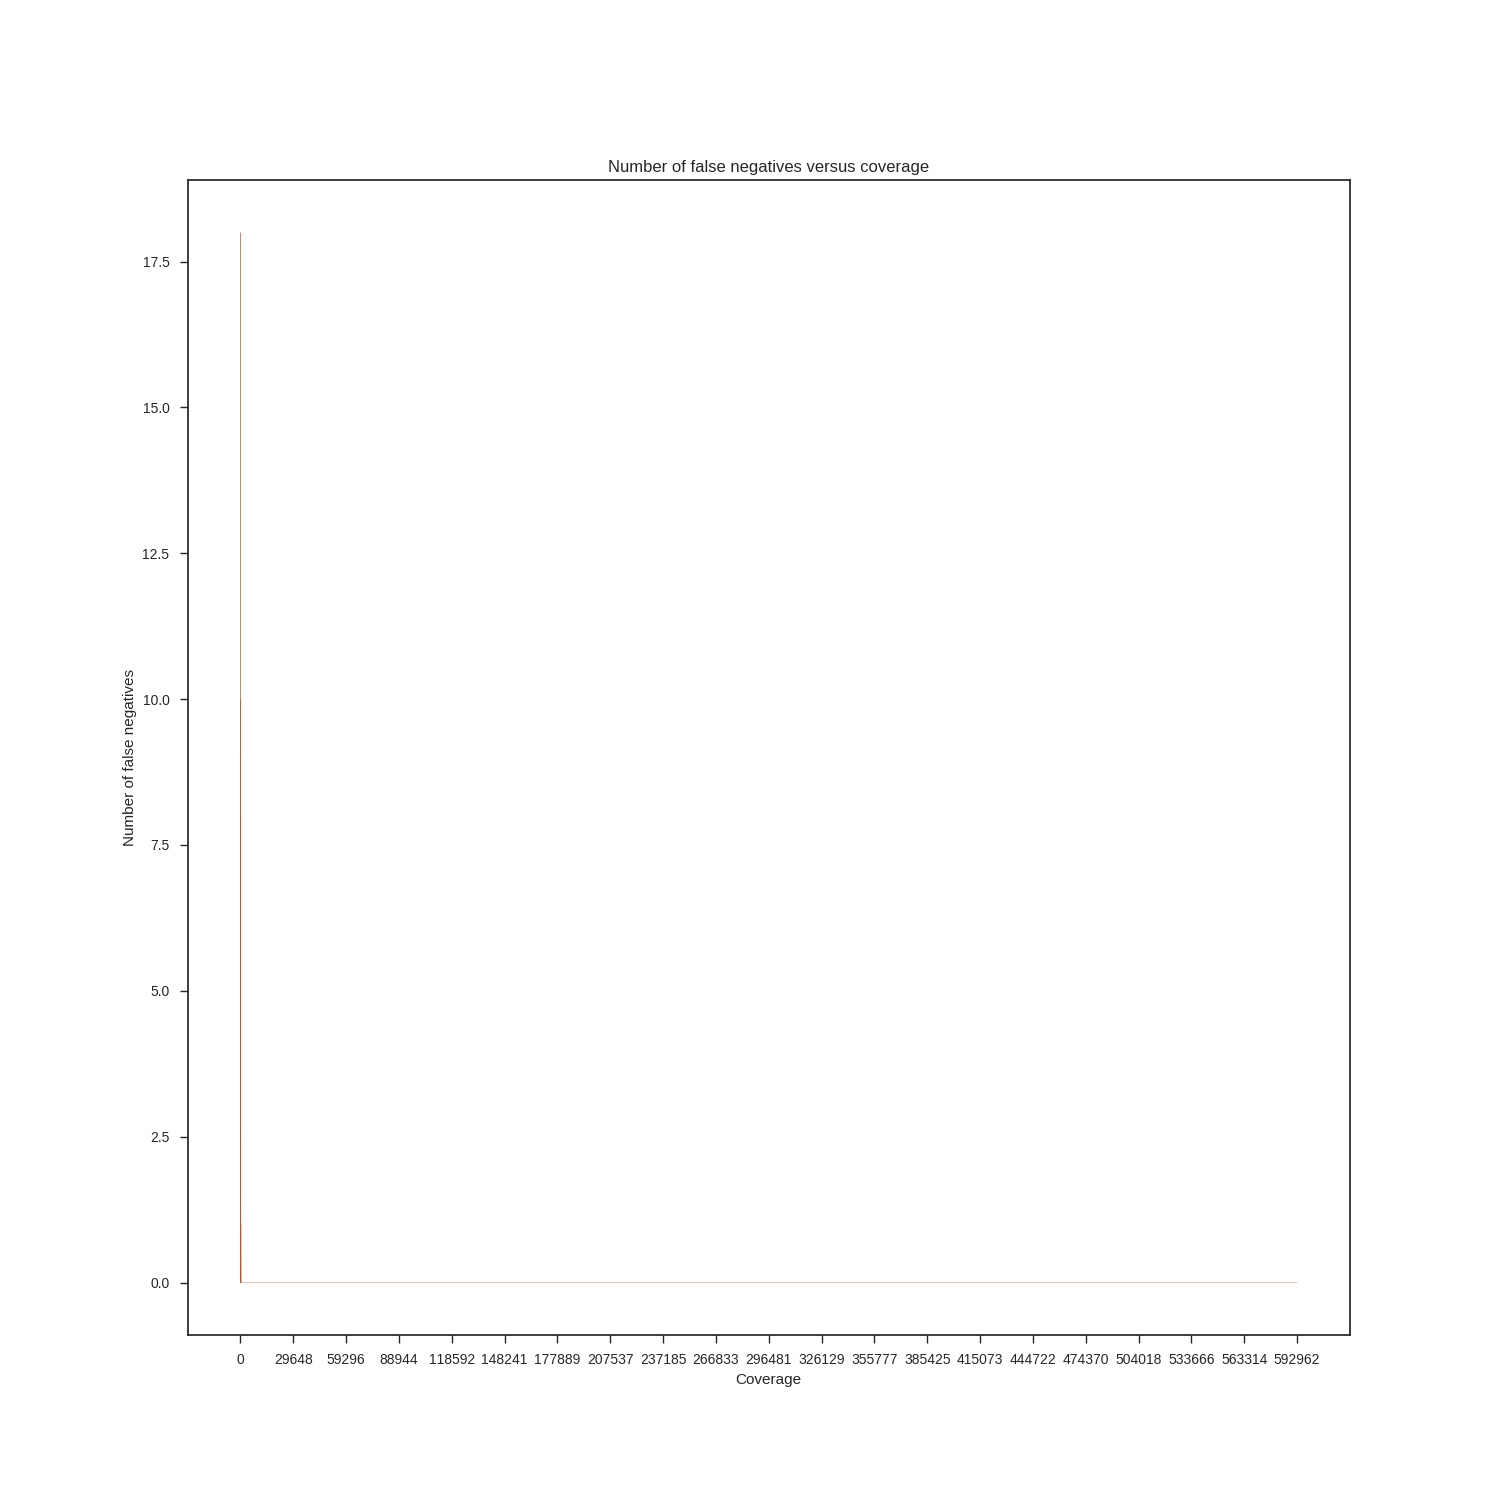 Number of false negatives versus coverage
17.5
15.0
12.5
10.0
7.5
5.0
2.5
0.0
Number of false negatives
0 29648 59296 88944 118592 148241 177889 207537 237185 266833 296481 326129 355777 385425 415073 444722 474370 504018 533666 563314 592962
Coverage